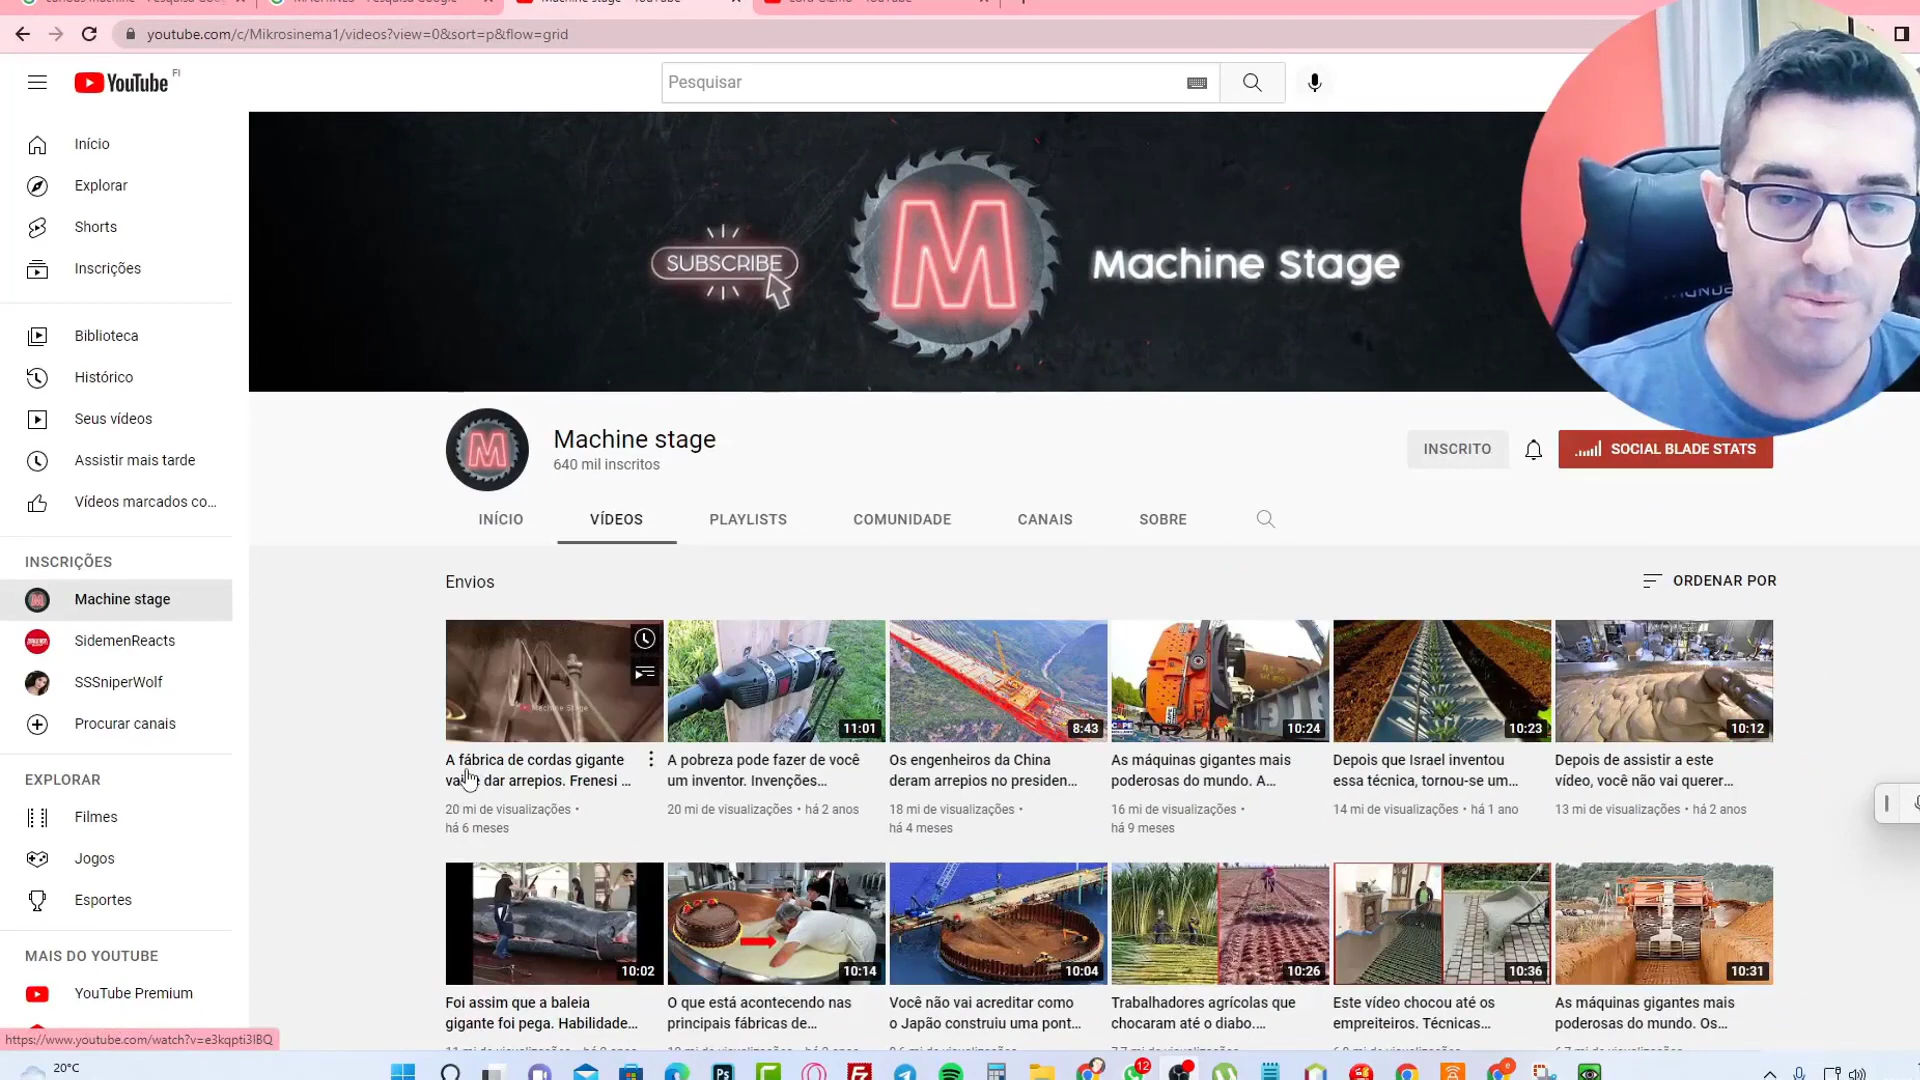 youtube.com/c/Mikrosinema1/videos?view=0&sort=p&flow=grid
YouTube FI
Pesquisar
Início
Explorar
Shorts
Inscrições
Biblioteca
Histórico
Seus vídeos
Assistir mais tarde
Vídeos marcados co...
INSCRIÇÕES
Machine stage
SidemenReacts
SSSniperWolf
Procurar canais
EXPLORAR
Filmes
Jogos
Esportes
MAIS DO YOUTUBE
YouTube Premium
https://www.youtube.com/watch?v=e3kqpti3lBQ
SUBSCRIBE
M
Machine Stage
M
Machine stage
640 mil inscritos
INSCRITO
SOCIAL BLADE STATS
INÍCIO
VÍDEOS
PLAYLISTS
COMUNIDADE
CANAIS
SOBRE
Envios
ORDENAR POR
Machine Stage
11:01
8:43
10:24
10:23
10:12
A fábrica de cordas gigante
dar arrepios. Frenesi ...
20 mi de visualizações •
há 6 meses
A pobreza pode fazer de você
um inventor. Invenções...
20 mi de visualizações • há 2 anos
Os engenheiros da China
deram arrepios no presiden...
18 mi de visualizações •
há 4 meses
As máquinas gigantes mais
poderosas do mundo. A...
16 mi de visualizações •
há 9 meses
Depois que Israel inventou
essa técnica, tornou-se um...
14 mi de visualizações • há 1 ano
Depois de assistir a este
vídeo, você não vai querer...
13 mi de visualizações • há 2 anos
10:02
10:14
10:04
10:26
10:36
10:31
Foi assim que a baleia
gigante foi pega. Habilidade...
O que está acontecendo nas
principais fábricas de...
Você não vai acreditar como
o Japão construiu uma pont...
Trabalhadores agrícolas que
chocaram até o diabo....
Este vídeo chocou até os
empreiteiros. Técnicas...
As máquinas gigantes mais
poderosas do mundo. Os...
20°C
12